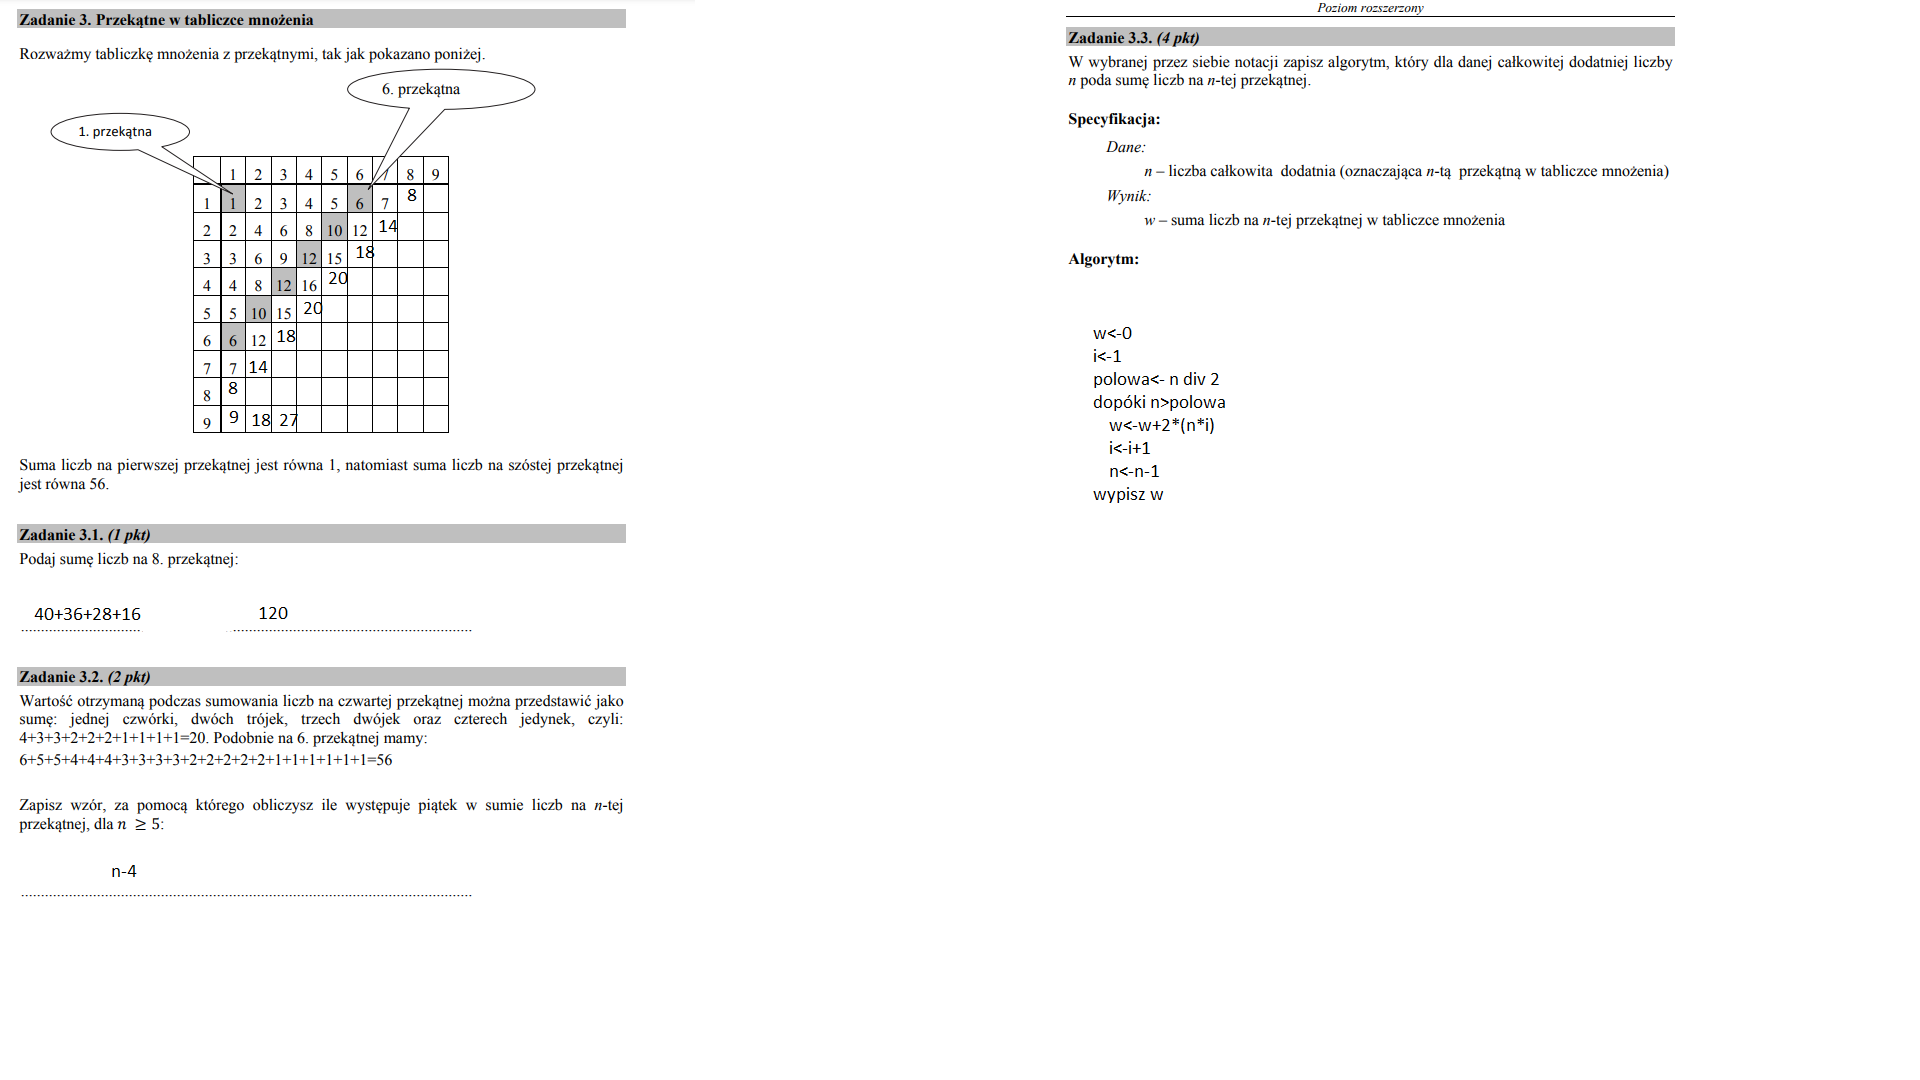 Zadanie 3. Przekątne w tabliczce mnożenia
Rozważmy tabliczkę mnożenia z przekątnymi, tak jak pokazano poniżej.
6. przekątna
1. przekątna
1 2 3 4 5 6 7 8 9
1 1 2 3 4 5 6 7 8
2 2 4 6 8 10 12 14
3 3 6 9 12 15 18
4 4 8 12 16 20
5 5 10 15 20
6 6 12 18
7 7 14
8 8
9 9 18 27
Suma liczb na pierwszej przekątnej jest równa 1, natomiast suma liczb na szóstej przekątnej
jest równa 56.
Zadanie 3.1. (1 pkt)
Podaj sumę liczb na 8. przekątnej:
40+36+28+16 120
Zadanie 3.2. (2 pkt)
Wartość otrzymaną podczas sumowania liczb na czwartej przekątnej można przedstawić jako
sumę: jednej czwórki, dwóch trójek, trzech dwójek oraz czterech jedynek, czyli:
4+3+3+2+2+2+1+1+1+1=20. Podobnie na 6. przekątnej mamy:
6+5+5+4+4+4+3+3+3+3+2+2+2+2+2+1+1+1+1+1+1=56
Zapisz wzór, za pomocą którego obliczysz ile występuje piątek w sumie liczb na n-tej
przekątnej, dla n ≥ 5:
n-4
Poziom rozszerzony
Zadanie 3.3. (4 pkt)
W wybranej przez siebie notacji zapisz algorytm, który dla danej całkowitej dodatniej liczby
n poda sumę liczb na n-tej przekątnej.
Specyfikacja:
Dane:
n – liczba całkowita dodatnia (oznaczająca n-tą przekątną w tabliczce mnożenia)
Wynik:
w – suma liczb na n-tej przekątnej w tabliczce mnożenia
Algorytm:
w<-0
i<-1
polowa<- n div 2
dopóki n>polowa
w<-w+2*(n*i)
i<-i+1
n<-n-1
wypisz w